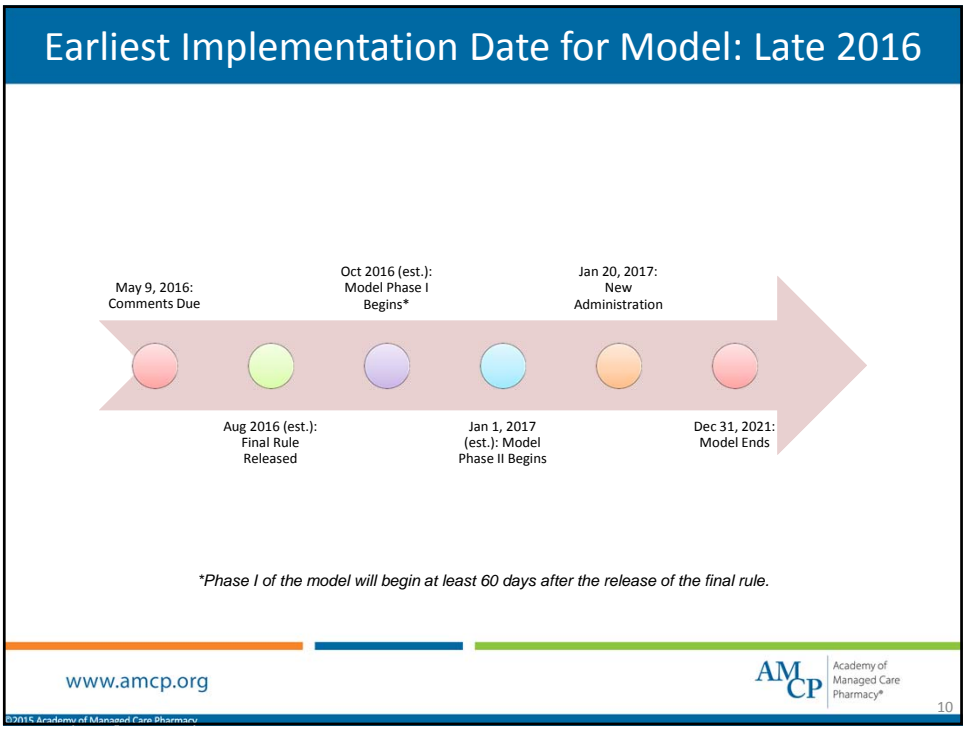 Earliest Implementation Date for Model: Late 2016
May 9, 2016:
Comments Due
Aug 2016 (est.):
Final Rule
Released
Oct 2016 (est.):
Model Phase I
Begins*
Jan 1, 2017
(est.): Model
Phase II Begins
Jan 20, 2017:
New
Administration
Dec 31, 2021:
Model Ends
*Phase I of the model will begin at least 60 days after the release of the final rule.
www.amcp.org
AMCP
Academy of
Managed Care
Pharmacy®
10
©2015 Academy of Managed Care Pharmacy